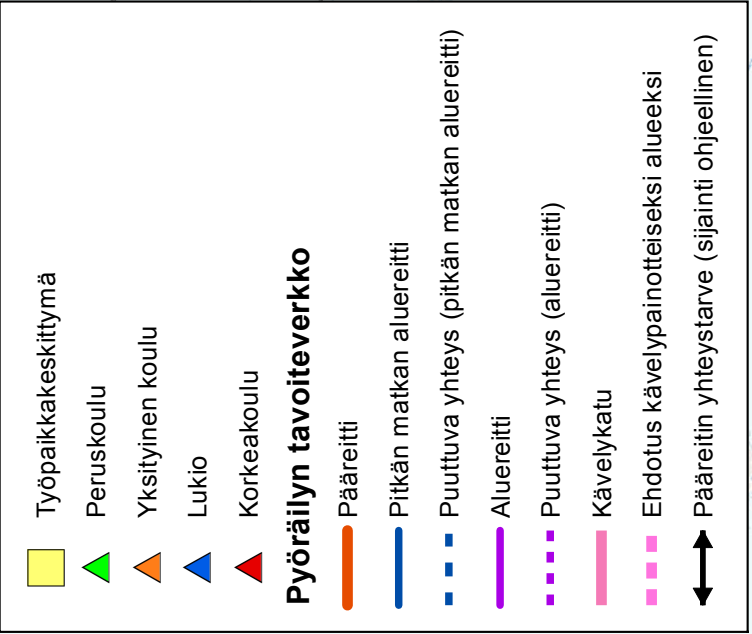 Työpaikkakeskittymä
Peruskoulu
Yksityinen koulu
Lukio
Korkeakoulu
Pyöräilyn tavoiteverkko
Pääreitti
Pitkän matkan aluereitti
Puuttuva yhteys (pitkän matkan aluereitti)
Aluereitti
Puuttuva yhteys (aluereitti)
Kävelykatu
Ehdotus kävelypainotteiseksi alueeksi
Pääreitin yhteystarve (sijainti ohjeellinen)